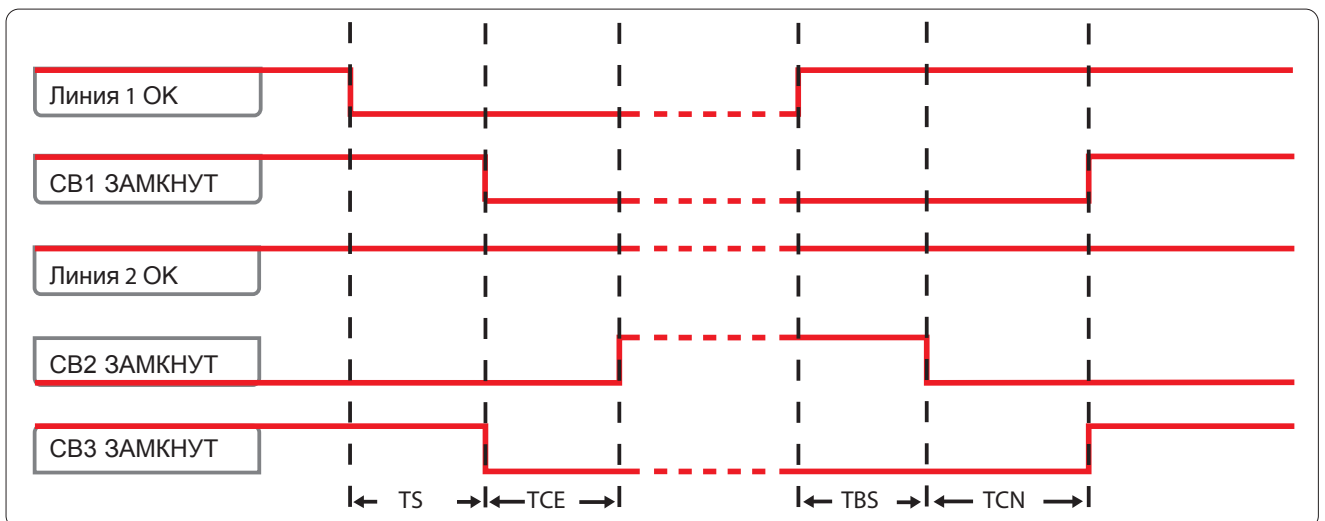 Линия 1 OK
CB1 ЗАМКНУТ
Линия 2 OK
CB2 ЗАМКНУТ
CB3 ЗАМКНУТ
TS TCE TBS TCN